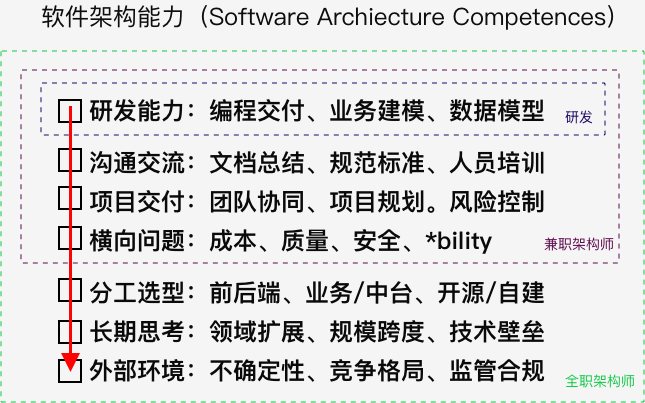 软件架构能力（Software Archiecture Competences）
研发能力：编程交付、业务建模、数据模型
研发
沟通交流：文档总结、规范标准、人员培训
项目交付：团队协同、项目规划。风险控制
横向问题：成本、质量、安全、*bility
兼职架构师
分工选型：前后端、业务/中台、开源/自建
长期思考：领域扩展、规模跨度、技术壁垒
外部环境：不确定性、竞争格局、监管合规
全职架构师